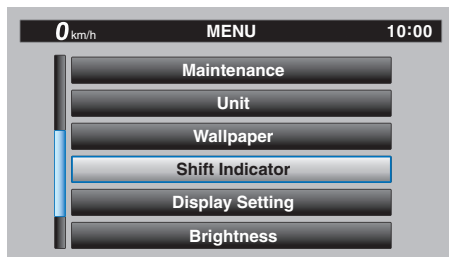 0 km/h MENU 10:00
Maintenance
Unit
Wallpaper
Shift Indicator
Display Setting
Brightness